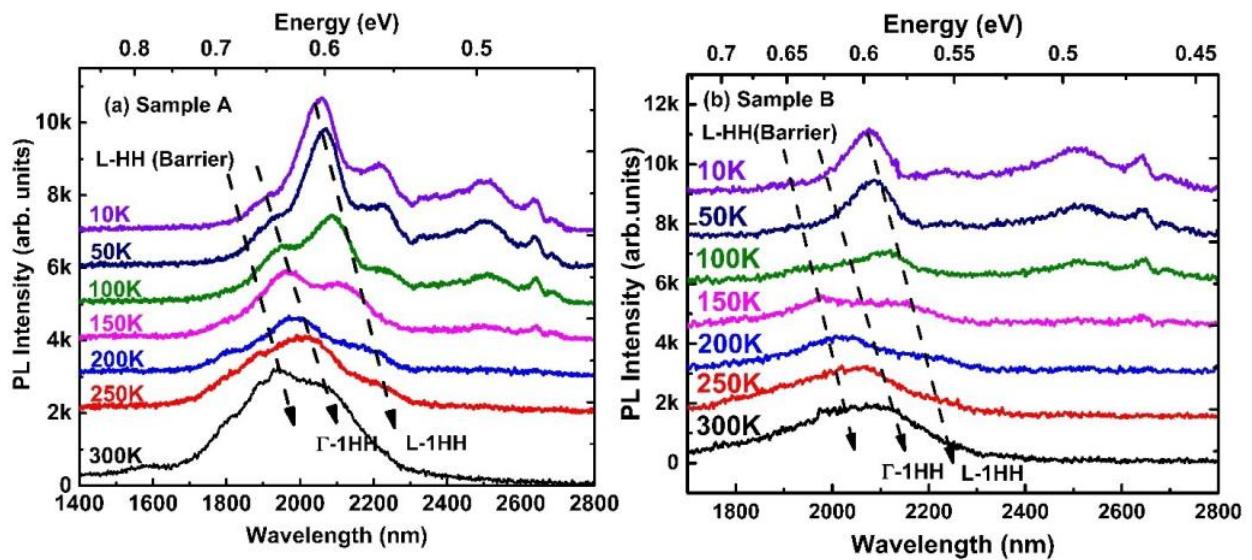 Energy (eV)
0.8 0.7 0.6 0.5
(a) Sample A
L-HH (Barrier)
10K
50K
100K
150K
200K
250K
300K
Γ-1HH L-1HH
10k
8k
6k
4k
2k
0
PL Intensity (arb. units)
1400 1600 1800 2000 2200 2400 2600 2800
Wavelength (nm)
Energy (eV)
0.7 0.65 0.6 0.55 0.5 0.45
(b) Sample B
L-HH(Barrier)
10K
50K
100K
150K
200K
250K
300K
Γ-1HH L-1HH
12k
10k
8k
6k
4k
2k
0
PL Intensity (arb.units)
1800 2000 2200 2400 2600 2800
Wavelength (nm)